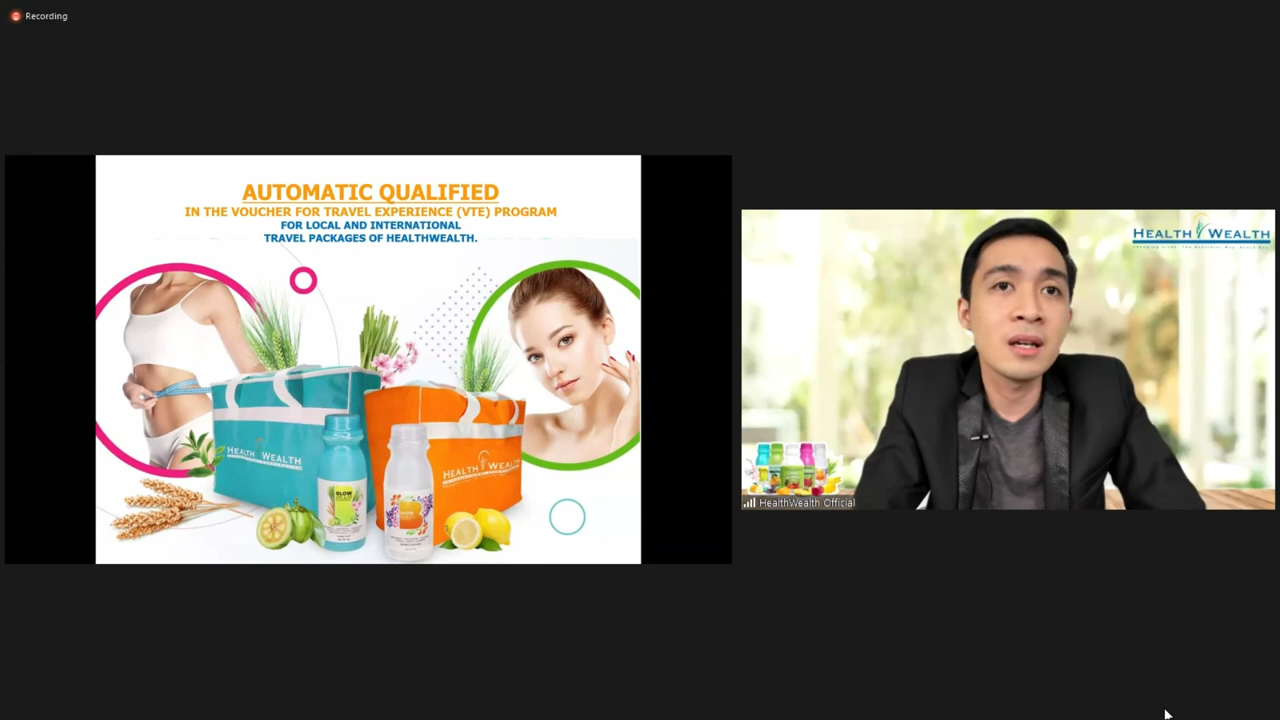 Recording
AUTOMATIC QUALIFIED
IN THE VOUCHER FOR TRAVEL EXPERIENCE (VTE) PROGRAM
FOR LOCAL AND INTERNATIONAL
TRAVEL PACKAGES OF HEALTHWEALTH.
HEALTH WEALTH
HEALTH WEALTH
GLOW
HEALTH WEALTH
HealthWealth Official